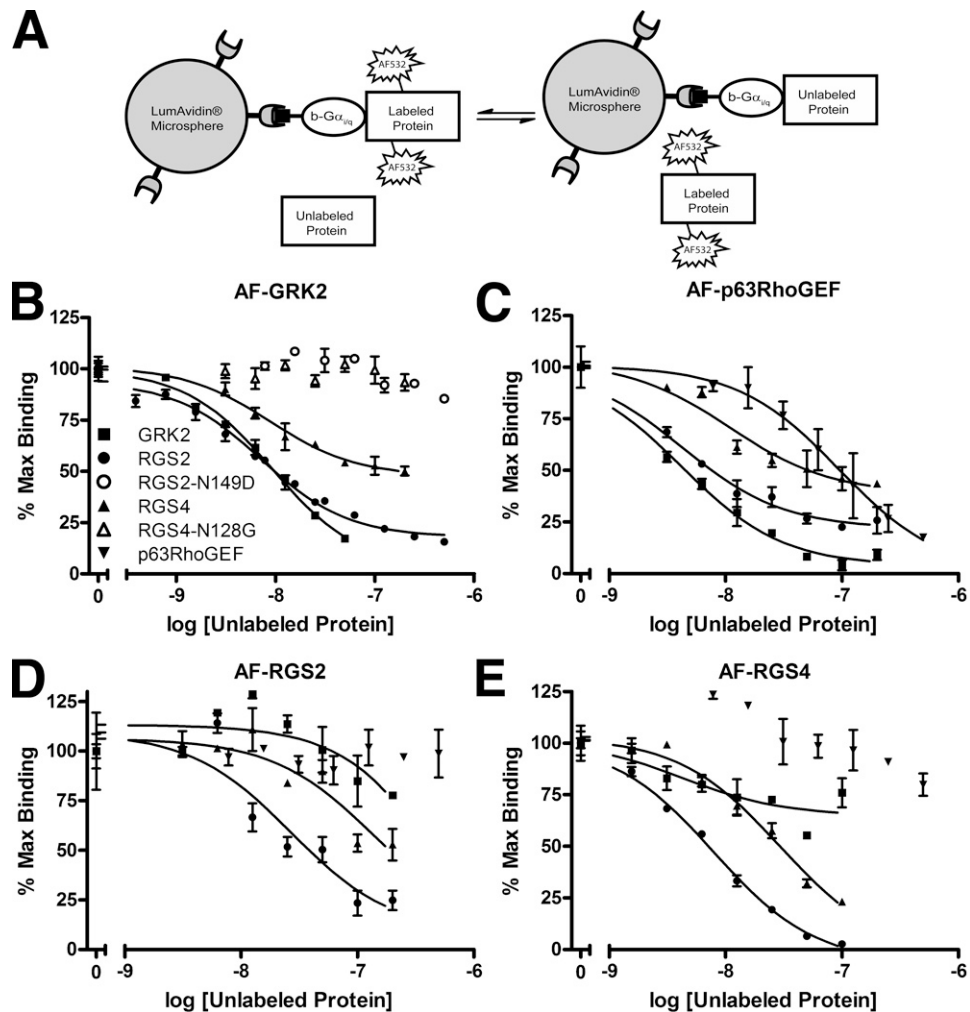 A
LumAvidin®
Microsphere
b-Gαi/q
AF532
Labeled
Protein
AF532
Unlabeled
Protein
LumAvidin®
Microsphere
b-Gαi/q
Unlabeled
Protein
AF532
Labeled
Protein
AF532
B
AF-GRK2
% Max Binding
125
100
75
50
25
0
GRK2
RGS2
RGS2-N149D
RGS4
RGS4-N128G
p63RhoGEF
0 -9 -8 -7 -6
log [Unlabeled Protein]
C
AF-p63RhoGEF
% Max Binding
125
100
75
50
25
0
0 -9 -8 -7 -6
log [Unlabeled Protein]
D
AF-RGS2
% Max Binding
125
100
75
50
25
0
0 -9 -8 -7 -6
log [Unlabeled Protein]
E
AF-RGS4
% Max Binding
125
100
75
50
25
0
0 -9 -8 -7 -6
log [Unlabeled Protein]